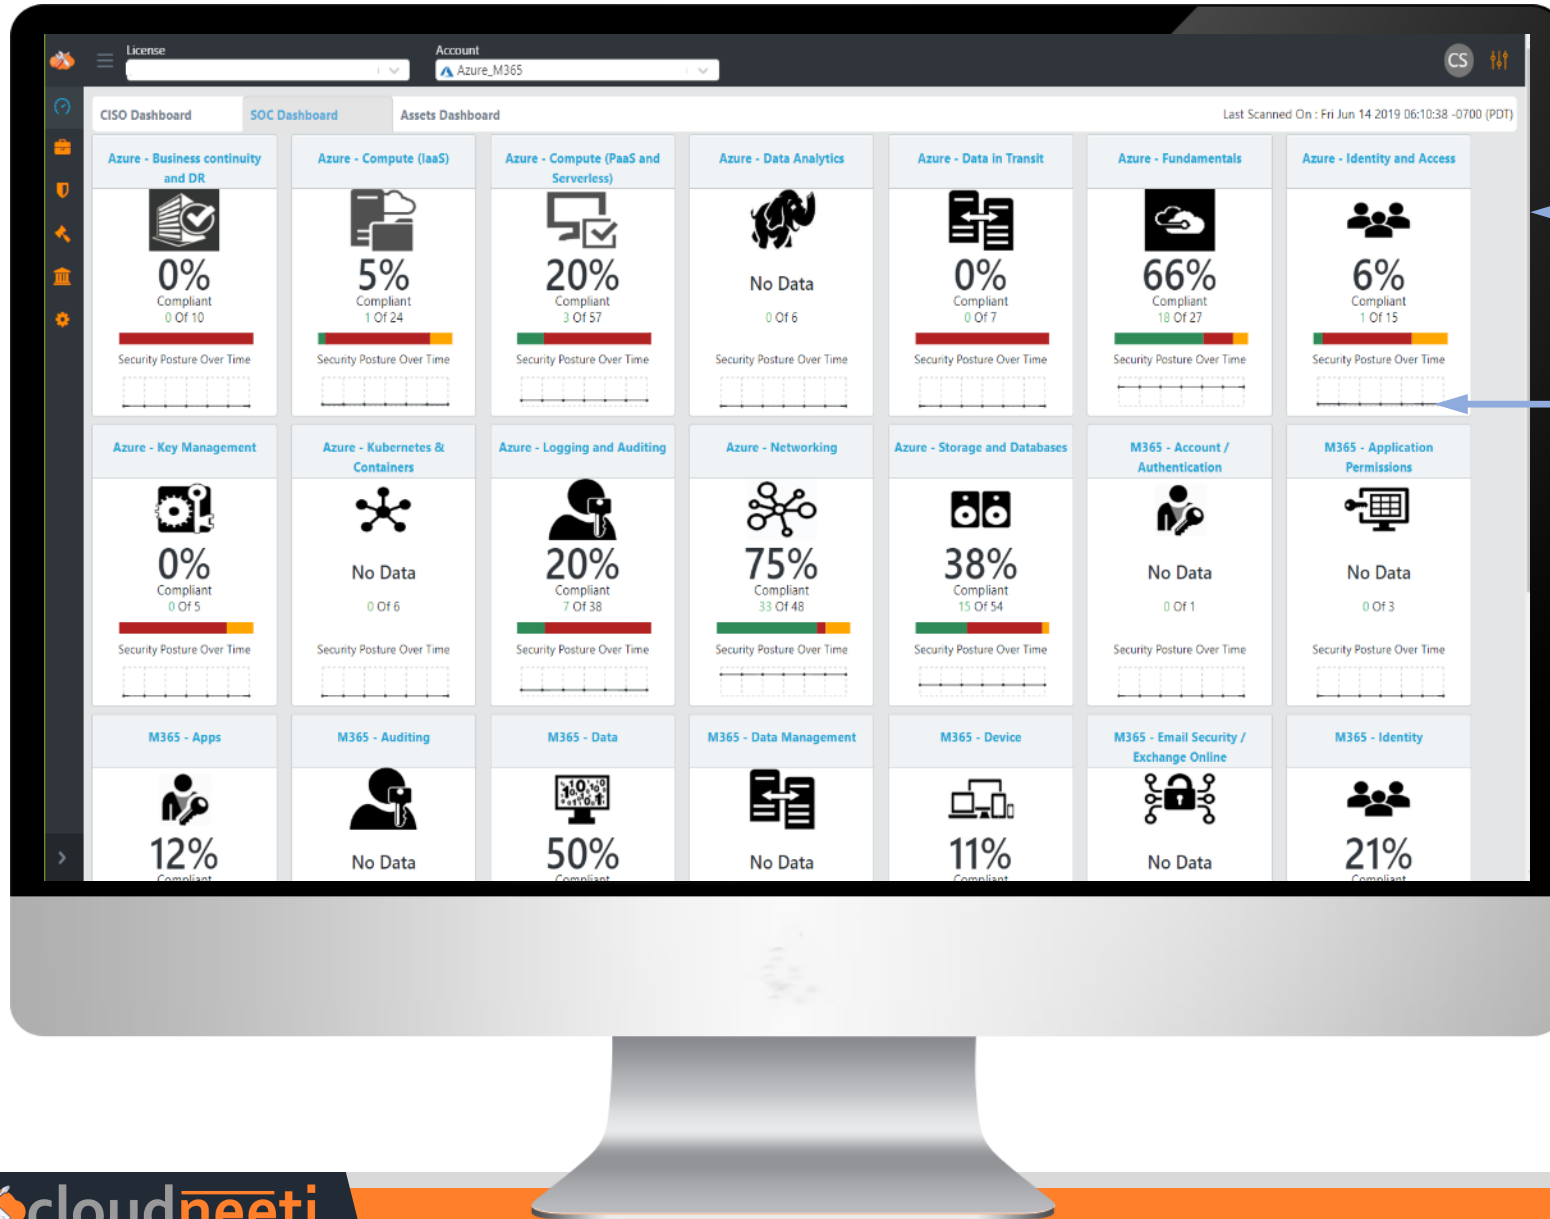 License
Account
Azure_M365
CS
CISO Dashboard
SOC Dashboard
Assets Dashboard
Last Scanned On : Fri Jun 14 2019 06:10:38 -0700 (PDT)
Azure - Business continuity
and DR
0%
Compliant
0 Of 10
Security Posture Over Time
Azure - Compute (IaaS)
5%
Compliant
1 Of 24
Security Posture Over Time
Azure - Compute (PaaS and
Serverless)
20%
Compliant
3 Of 57
Security Posture Over Time
Azure - Data Analytics
No Data
0 Of 6
Security Posture Over Time
Azure - Data in Transit
0%
Compliant
0 Of 7
Security Posture Over Time
Azure - Fundamentals
66%
Compliant
18 Of 27
Security Posture Over Time
Azure - Identity and Access
6%
Compliant
1 Of 15
Security Posture Over Time
Azure - Key Management
0%
Compliant
0 Of 5
Security Posture Over Time
Azure - Kubernetes &
Containers
No Data
0 Of 6
Security Posture Over Time
Azure - Logging and Auditing
20%
Compliant
7 Of 38
Security Posture Over Time
Azure - Networking
75%
Compliant
33 Of 48
Security Posture Over Time
Azure - Storage and Databases
38%
Compliant
15 Of 54
Security Posture Over Time
M365 - Account /
Authentication
No Data
0 Of 1
Security Posture Over Time
M365 - Application
Permissions
No Data
0 Of 3
Security Posture Over Time
M365 - Apps
12%
Compliant
M365 - Auditing
No Data
M365 - Data
50%
Compliant
M365 - Data Management
No Data
M365 - Device
11%
Compliant
M365 - Email Security /
Exchange Online
No Data
M365 - Identity
21%
Compliant
cloudneeti